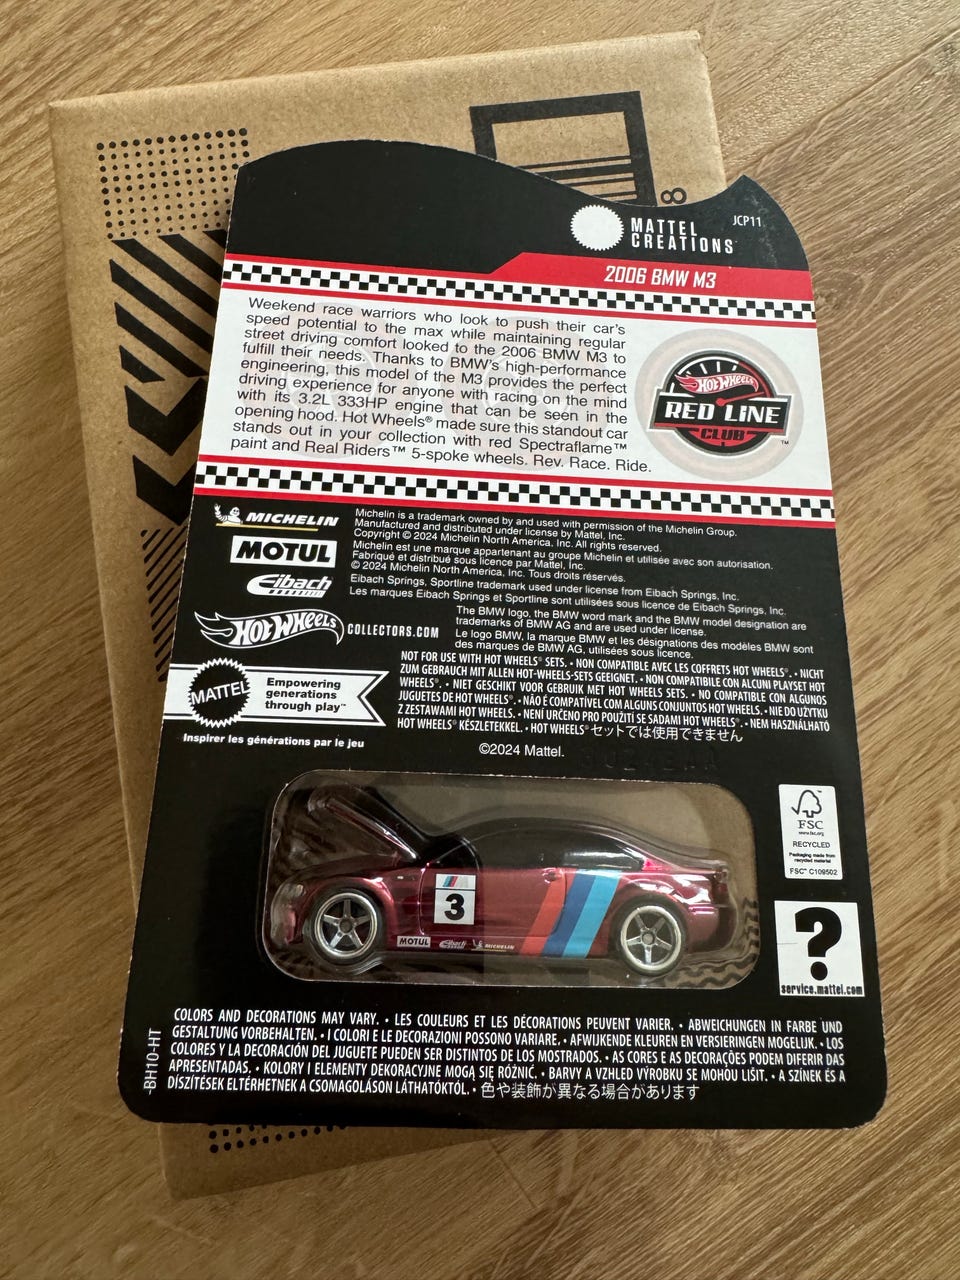 8
MATTEL
CREATIONS
JCP11
2006 BMW M3
Weekend race warriors who look to push their car's
speed potential to the max while maintaining regular
street driving comfort looked to the 2006 BMW M3 to
fulfill their needs. Thanks to BMW's high-performance
engineering, this model of the M3 provides the perfect
driving experience for anyone with racing on the mind
with its 3.2L 333HP engine that can be seen in the
opening hood. Hot Wheels® made sure this standout car
stands out in your collection with red Spectraflame™
paint and Real Riders™ 5-spoke wheels. Rev. Race. Ride.
HOT WHEELS
RED LINE
CLUB™
MICHELIN
Michelin is a trademark owned by and used with permission of the Michelin Group.
Manufactured and distributed under license by Mattel, Inc.
Copyright © 2024 Michelin North America, Inc. All rights reserved.
MOTUL
Michelin est une marque appartenant au groupe Michelin et utilisée avec son autorisation.
Fabriqué et distribué sous licence par Mattel, Inc.
© 2024 Michelin North America, Inc. Tous droits réservés.
Eibach
Eibach Springs, Sportline trademark used under license from Eibach Springs, Inc.
Les marques Eibach Springs et Sportline sont utilisées sous licence de Eibach Springs, Inc.
HOT WHEELS COLLECTORS.COM
The BMW logo, the BMW word mark and the BMW model designation are
trademarks of BMW AG and are used under license.
Le logo BMW, la marque BMW et les désignations des modèles BMW sont
des marques de BMW AG, utilisées sous licence.
NOT FOR USE WITH HOT WHEELS® SETS. • NON COMPATIBLE AVEC LES COFFRETS HOT WHEELS®. • NICHT
ZUM GEBRAUCH MIT ALLEN HOT-WHEELS-SETS GEEIGNET. • NON COMPATIBILE CON ALCUNI PLAYSET HOT
WHEELS®. • NIET GESCHIKT VOOR GEBRUIK MET HOT WHEELS SETS. • NO COMPATIBLE CON ALGUNOS
JUGUETES DE HOT WHEELS®. • NÃO É COMPATÍVEL COM ALGUNS CONJUNTOS HOT WHEELS. • NIE DO UŻYTKU
Z ZESTAWAMI HOT WHEELS. • NENÍ URČENO PRO POUŽITÍ SE SADAMI HOT WHEELS®. • NEM HASZNÁLHATÓ
HOT WHEELS® KÉSZLETEKKEL. • HOT WHEELS® セットでは使用できません
MATTEL
Empowering
generations
through play™
Inspirer les générations par le jeu
©2024 Mattel.
FSC
www.fsc.org
RECYCLED
Packaging made from
recycled material
FSC® C109502
3
MOTUL Eibach MICHELIN
?
service.mattel.com
COLORS AND DECORATIONS MAY VARY. • LES COULEURS ET LES DÉCORATIONS PEUVENT VARIER. • ABWEICHUNGEN IN FARBE UND
GESTALTUNG VORBEHALTEN. • I COLORI E LE DECORAZIONI POSSONO VARIARE. • AFWIJKENDE KLEUREN EN VERSIERINGEN MOGELIJK. • LOS
COLORES Y LA DECORACIÓN DEL JUGUETE PUEDEN SER DISTINTOS DE LOS MOSTRADOS. • AS CORES E AS DECORAÇÕES PODEM DIFERIR DAS
APRESENTADAS. • KOLORY I ELEMENTY DEKORACYJNE MOGĄ SIĘ RÓŻNIĆ. • BARVY A VZHLED VÝROBKU SE MOHOU LIŠIT. • A SZÍNEK ÉS A
DÍSZÍTÉSEK ELTÉRHETNEK A CSOMAGOLÁSON LÁTHATÓKTÓL. • 色や装飾が異なる場合があります
-BH10-HT